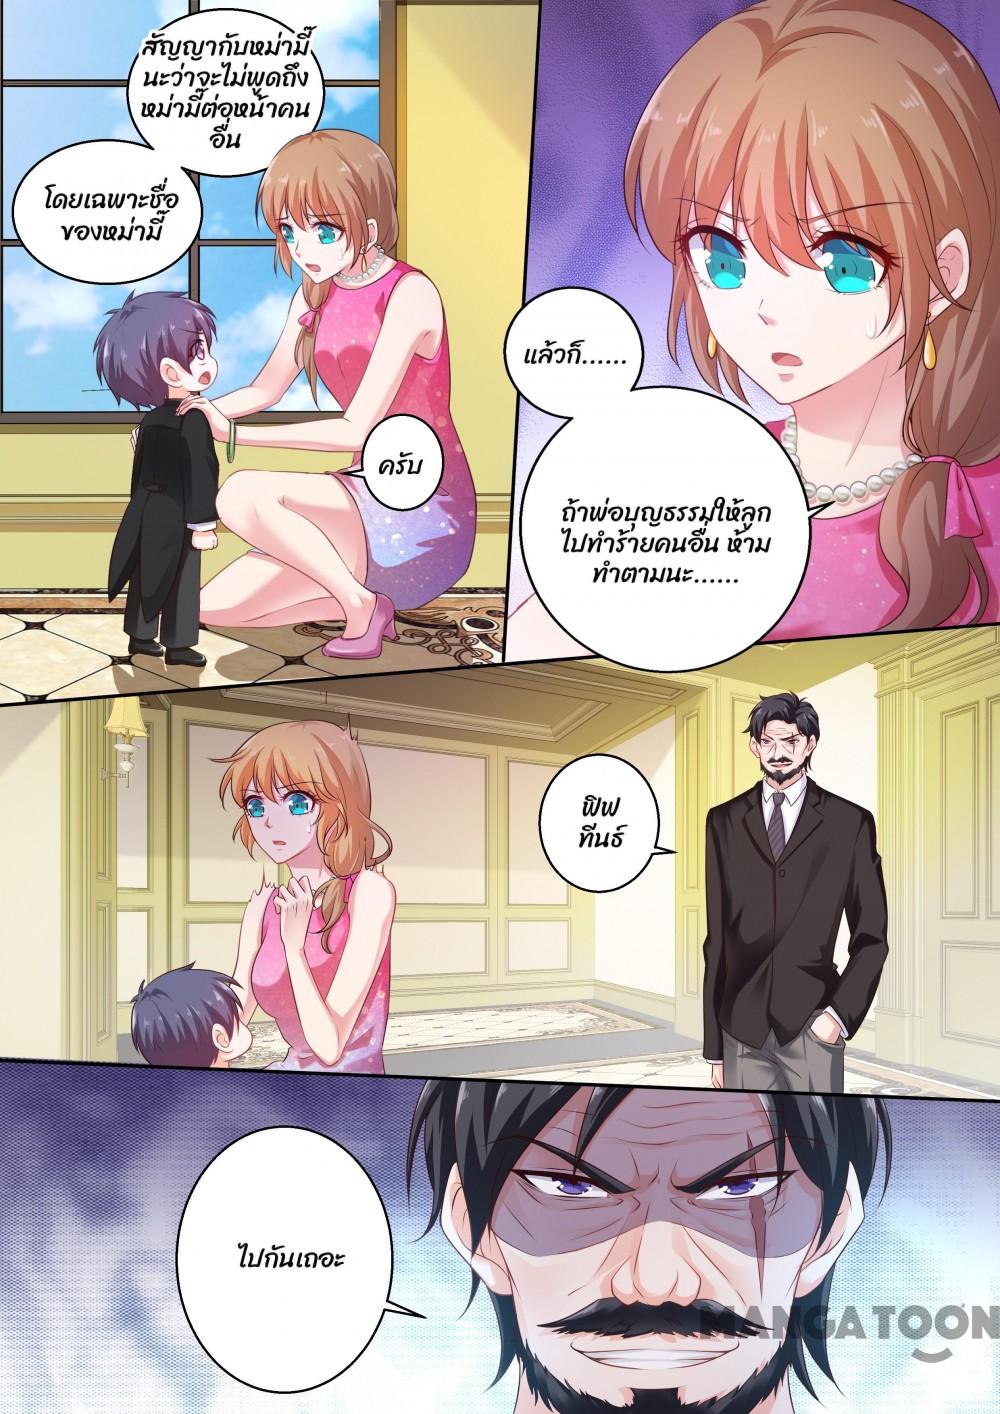 สัญญากับหม่ามี๊
นะว่าจะไม่พูดถึง
หม่ามี๊ต่อหน้าคน
อื่น
โดยเฉพาะชื่อ
ของหม่ามี๊
ครับ
แล้วก็......
ถ้าพ่อบุญธรรมให้ลูก
ไปทำร้ายคนอื่น ห้าม
ทำตามนะ......
ฟิฟ
ทีนธ์
ไปกันเถอะ
MANGATOON